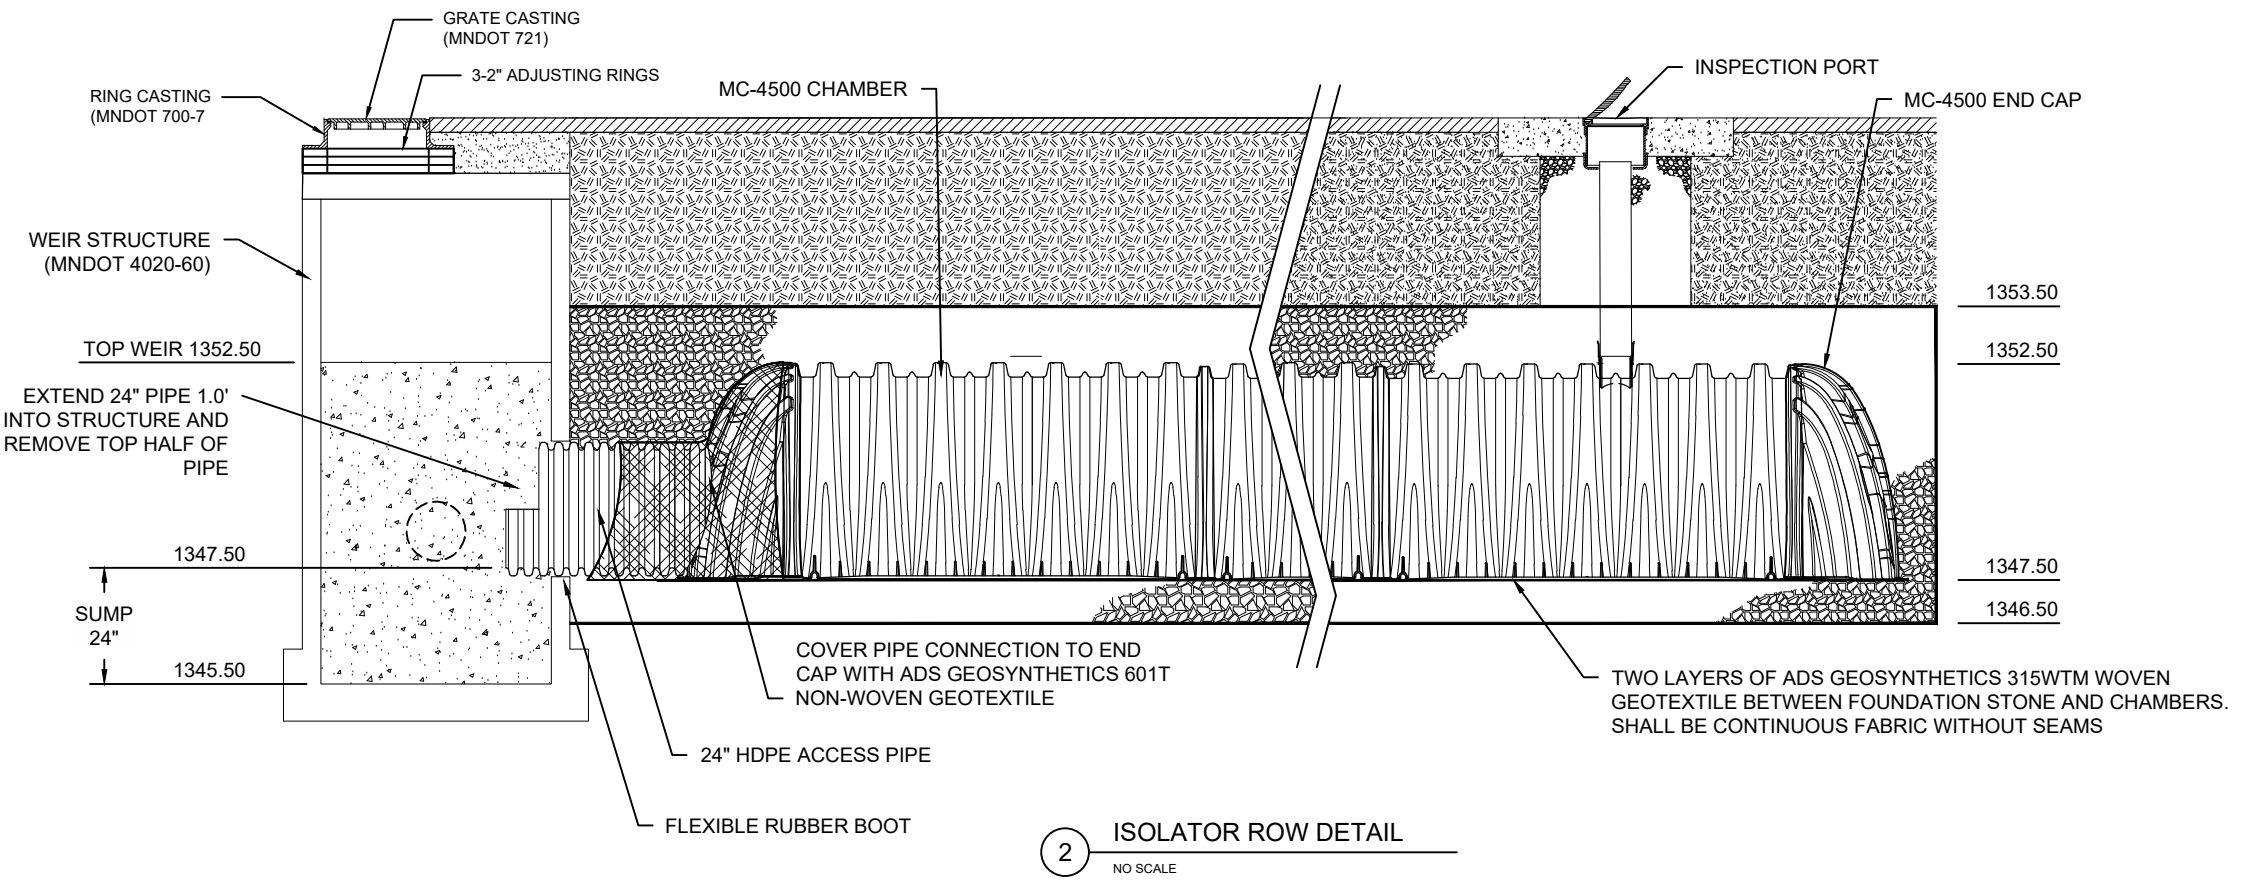 GRATE CASTING
(MNDOT 721)
3-2" ADJUSTING RINGS
RING CASTING
(MNDOT 700-7
MC-4500 CHAMBER
INSPECTION PORT
MC-4500 END CAP
WEIR STRUCTURE
(MNDOT 4020-60)
TOP WEIR 1352.50
EXTEND 24" PIPE 1.0'
INTO STRUCTURE AND
REMOVE TOP HALF OF
PIPE
1347.50
SUMP
24"
1345.50
1353.50
1352.50
1347.50
1346.50
COVER PIPE CONNECTION TO END
CAP WITH ADS GEOSYNTHETICS 601T
NON-WOVEN GEOTEXTILE
TWO LAYERS OF ADS GEOSYNTHETICS 315WTM WOVEN
GEOTEXTILE BETWEEN FOUNDATION STONE AND CHAMBERS.
SHALL BE CONTINUOUS FABRIC WITHOUT SEAMS
24" HDPE ACCESS PIPE
FLEXIBLE RUBBER BOOT
2
ISOLATOR ROW DETAIL
NO SCALE